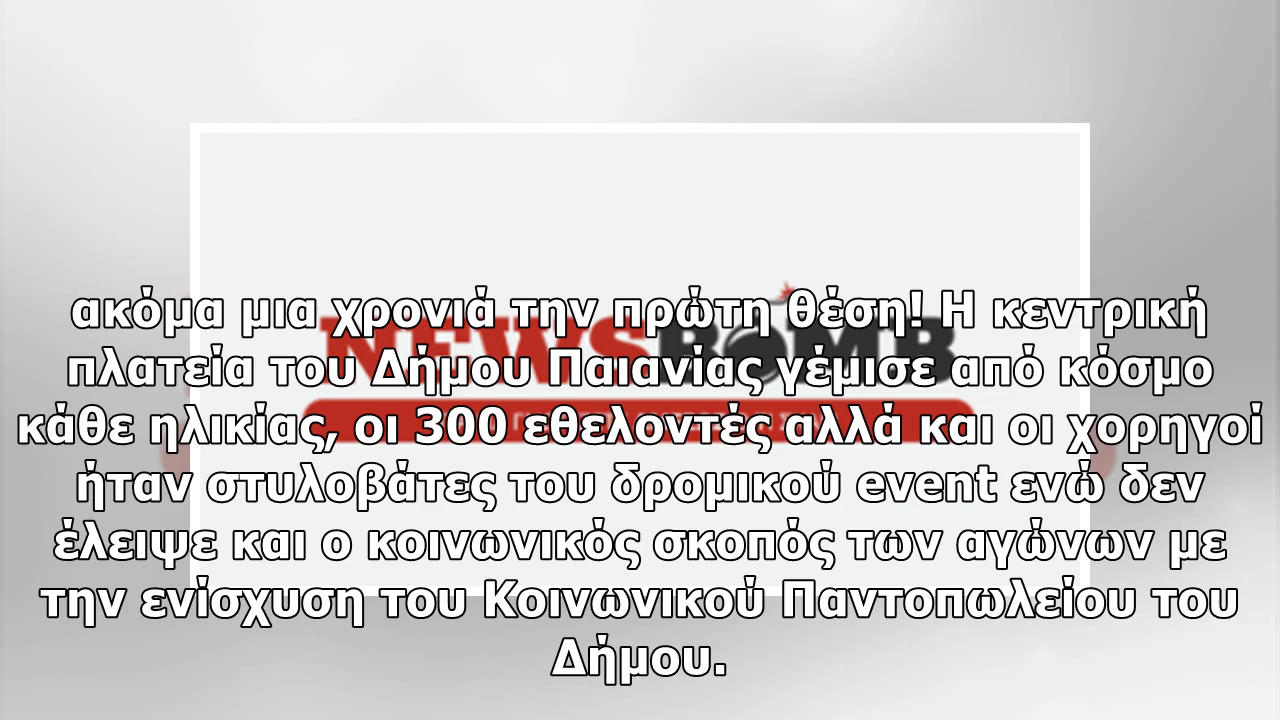 ακόμα μια χρονιά την πρώτη θέση! Η κεντρική
πλατεία του Δήμου Παιανίας γέμισε από κόσμο
κάθε ηλικίας, οι 300 εθελοντές αλλά και οι χορηγοί
ήταν στυλοβάτες του δρομικού event ενώ δεν
έλειψε και ο κοινωνικός σκοπός των αγώνων με
την ενίσχυση του Κοινωνικού Παντοπωλείου του
Δήμου.
NEWSBOMB